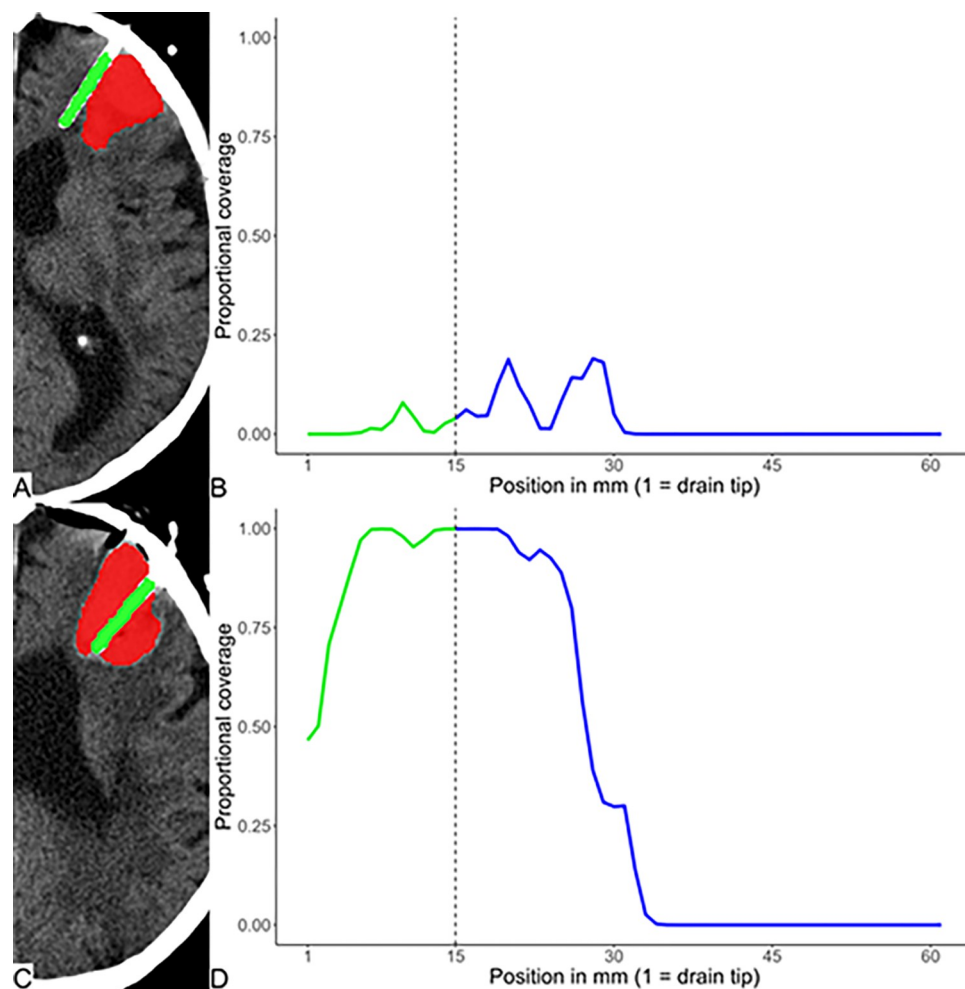 A
B
Proportional coverage
1.00
0.75
0.50
0.25
0.00
1 15 30 45 60
Position in mm (1 = drain tip)
C
D
Proportional coverage
1.00
0.75
0.50
0.25
0.00
1 15 30 45 60
Position in mm (1 = drain tip)